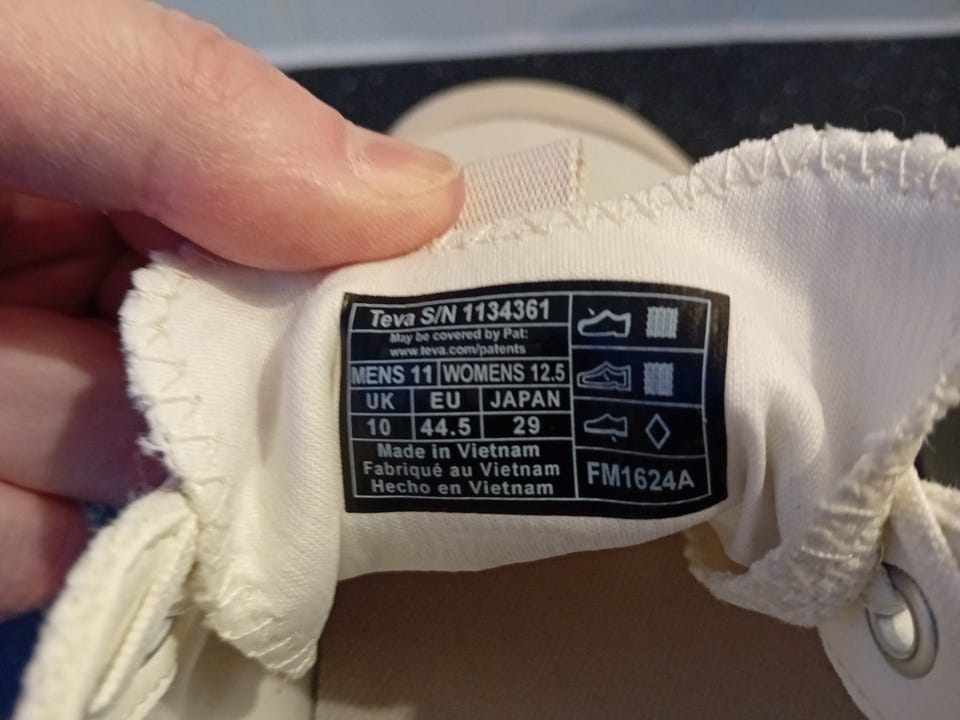 Teva S/N 1134361
May be covered by Pat:
www.teva.com/patents
MENS 11 WOMENS 12.5
UK EU JAPAN
10 44.5 29
Made in Vietnam
Fabriqué au Vietnam
Hecho en Vietnam
FM1624A